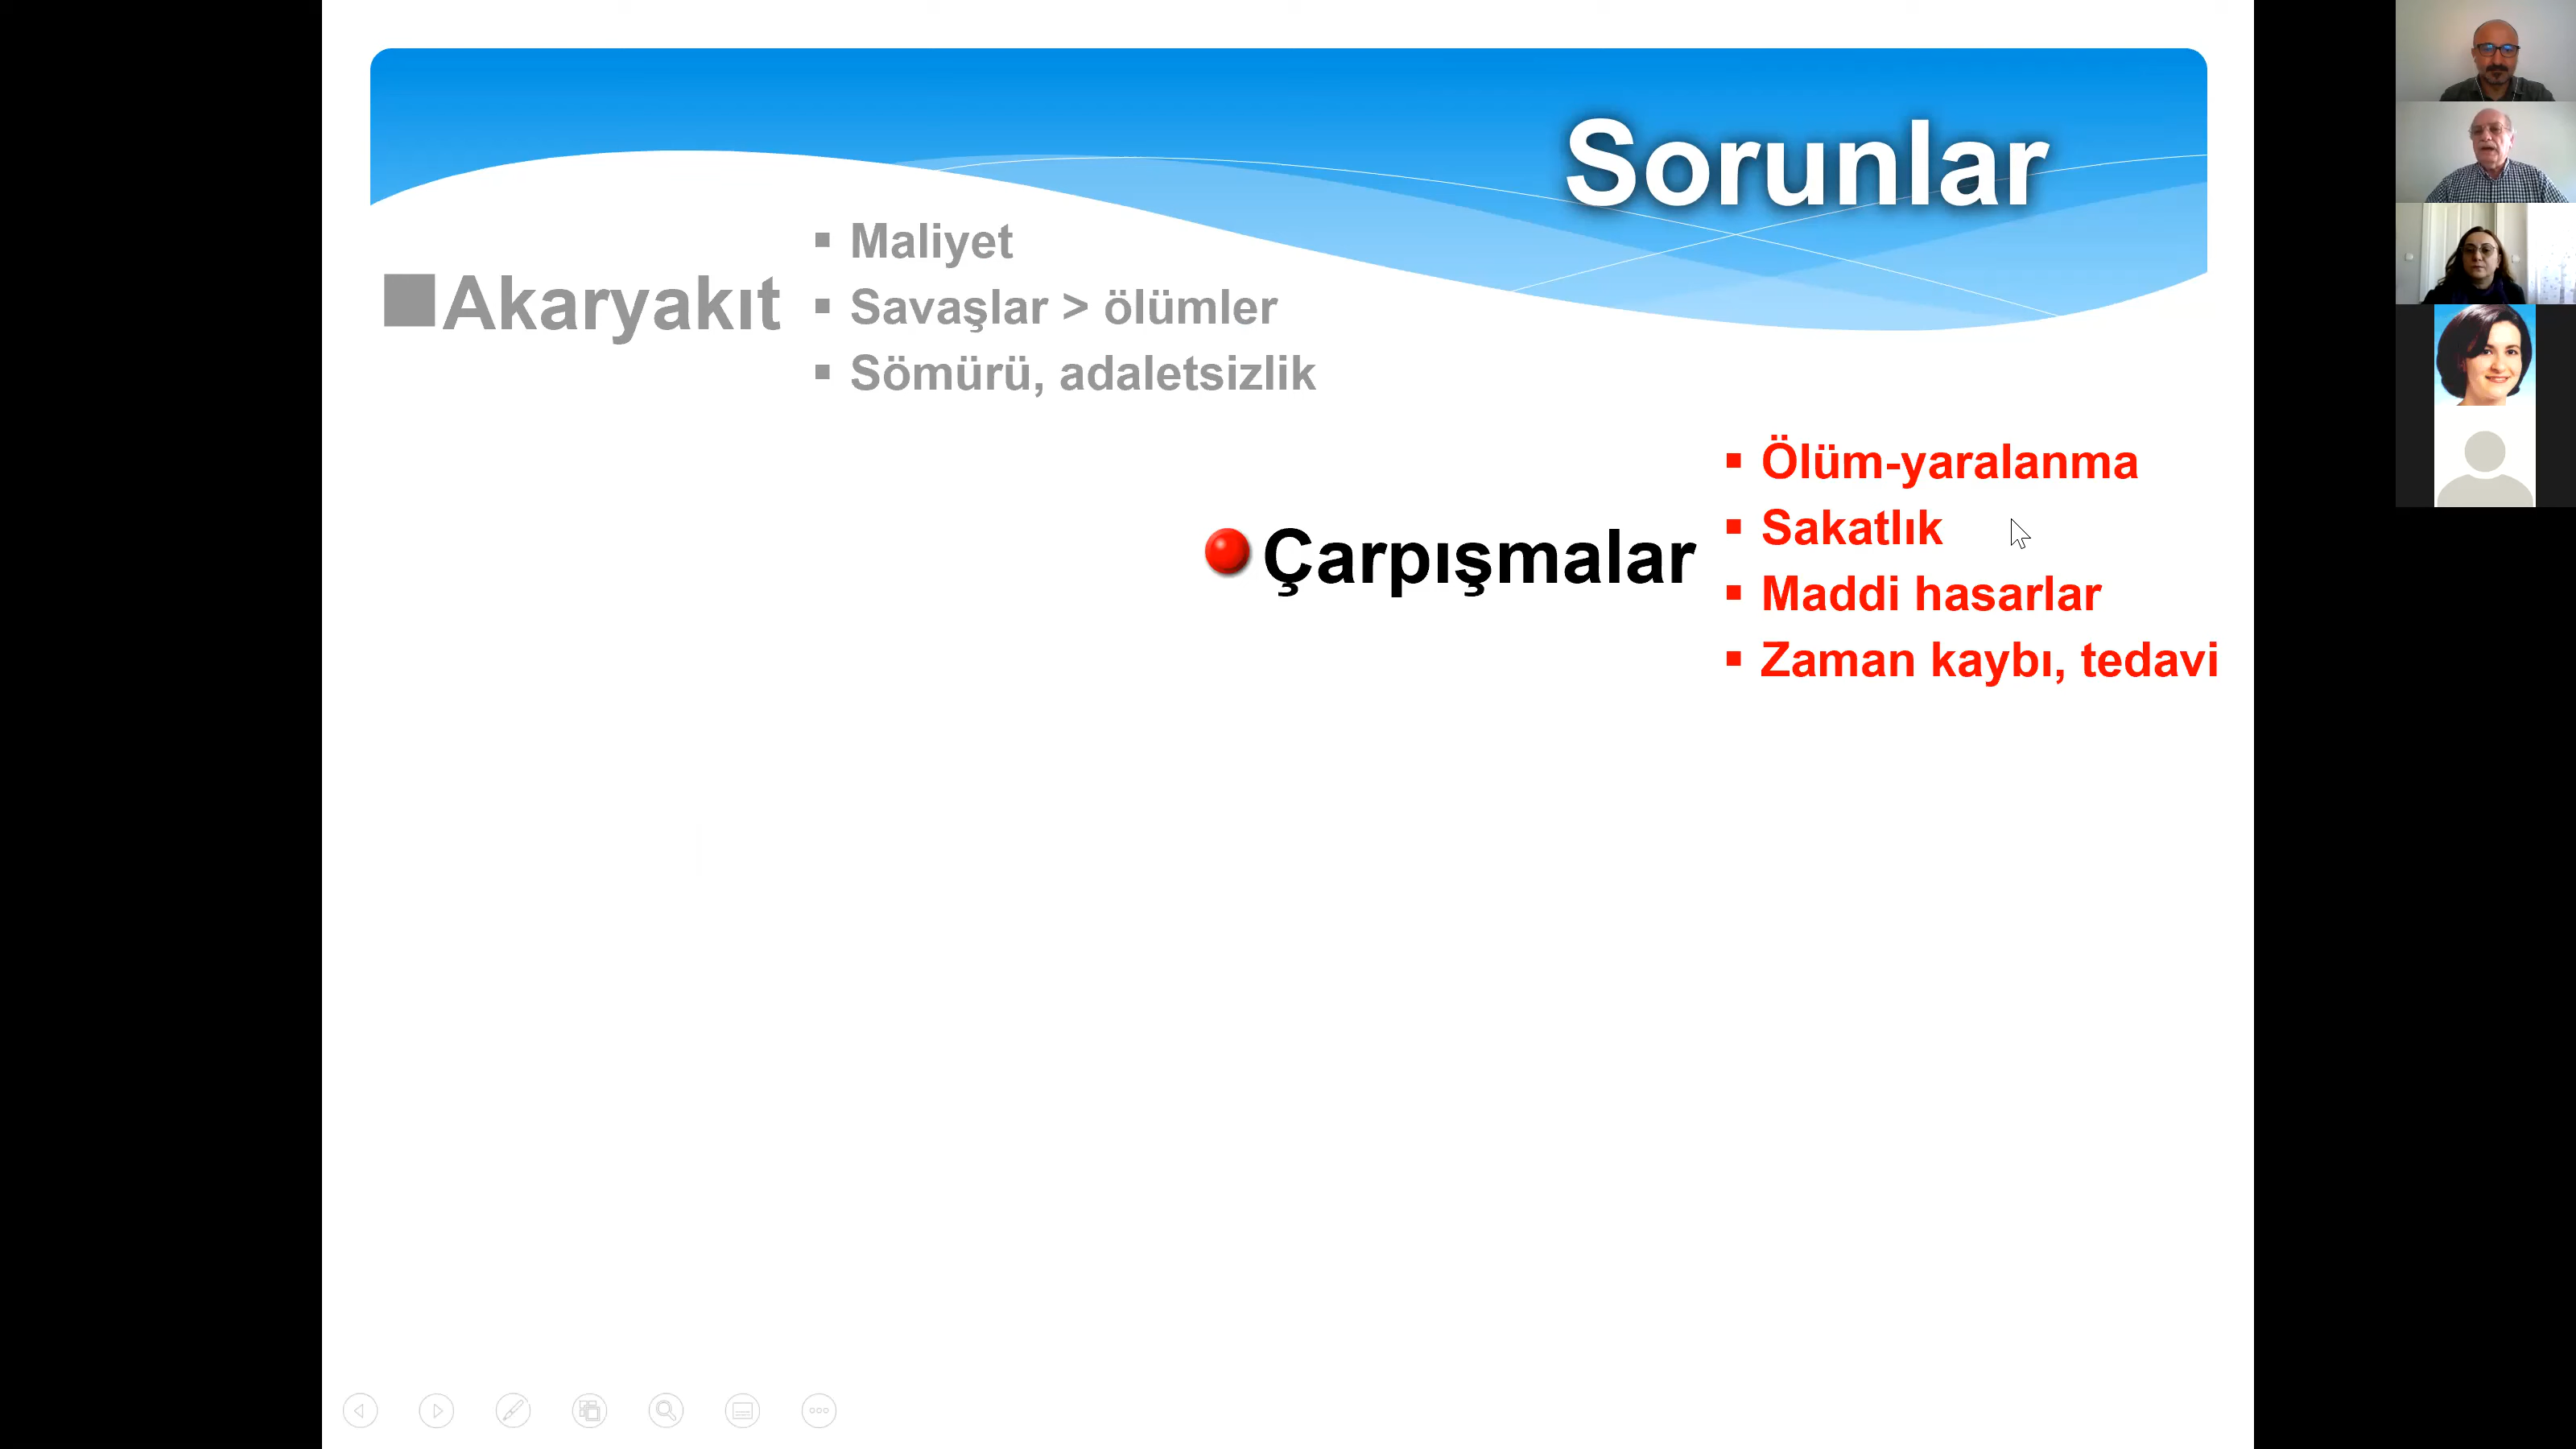 Sorunlar
Akaryakıt
Maliyet
Savaşlar > ölümler
Sömürü, adaletsizlik
Çarpışmalar
Ölüm-yaralanma
Sakatlık
Maddi hasarlar
Zaman kaybı, tedavi